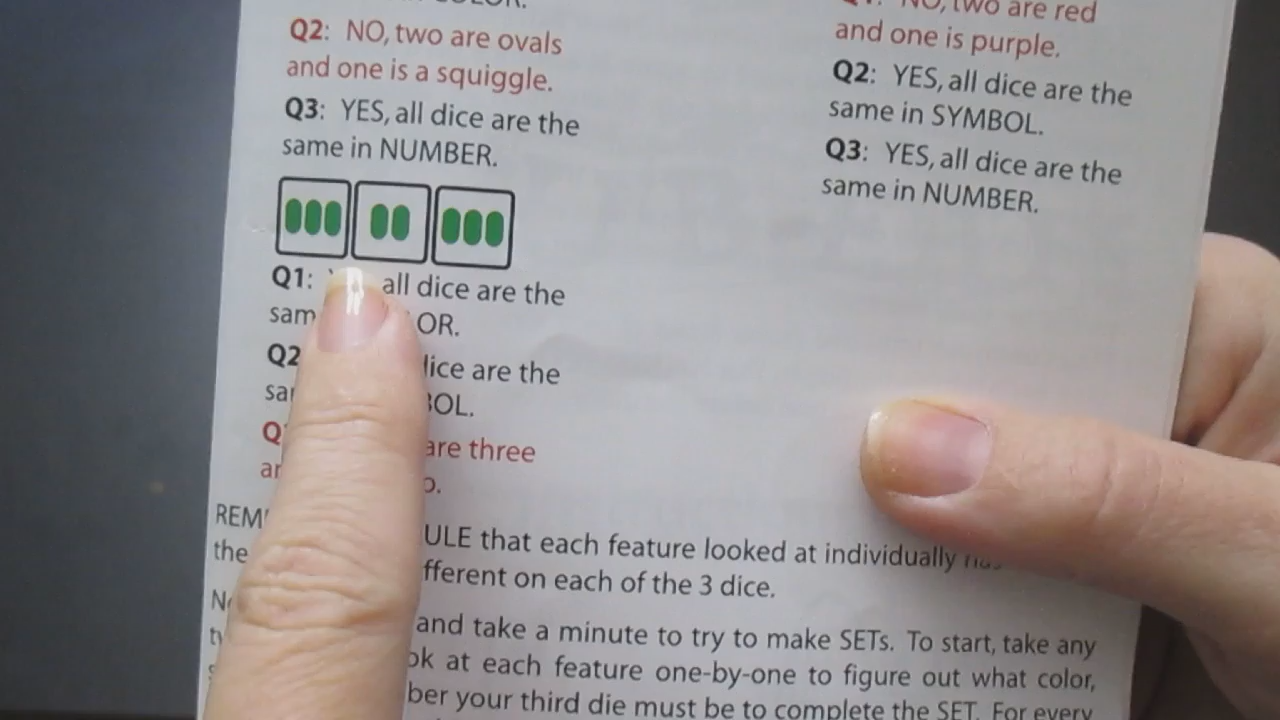 COLOR.
Q2: NO, two are ovals
and one is a squiggle.
Q3: YES, all dice are the
same in NUMBER.
Q1: all dice are the
OR.
Q2 dice are the
OL.
are three
REM ULE that each feature looked at individually
the fferent on each of the 3 dice.
and take a minute to try to make SETs. To start, take any
ok at each feature one-by-one to figure out what color,
ber your third die must be to complete the SET. For every
Q1: NO, two are red
and one is purple.
Q2: YES, all dice are the
same in SYMBOL.
Q3: YES, all dice are the
same in NUMBER.